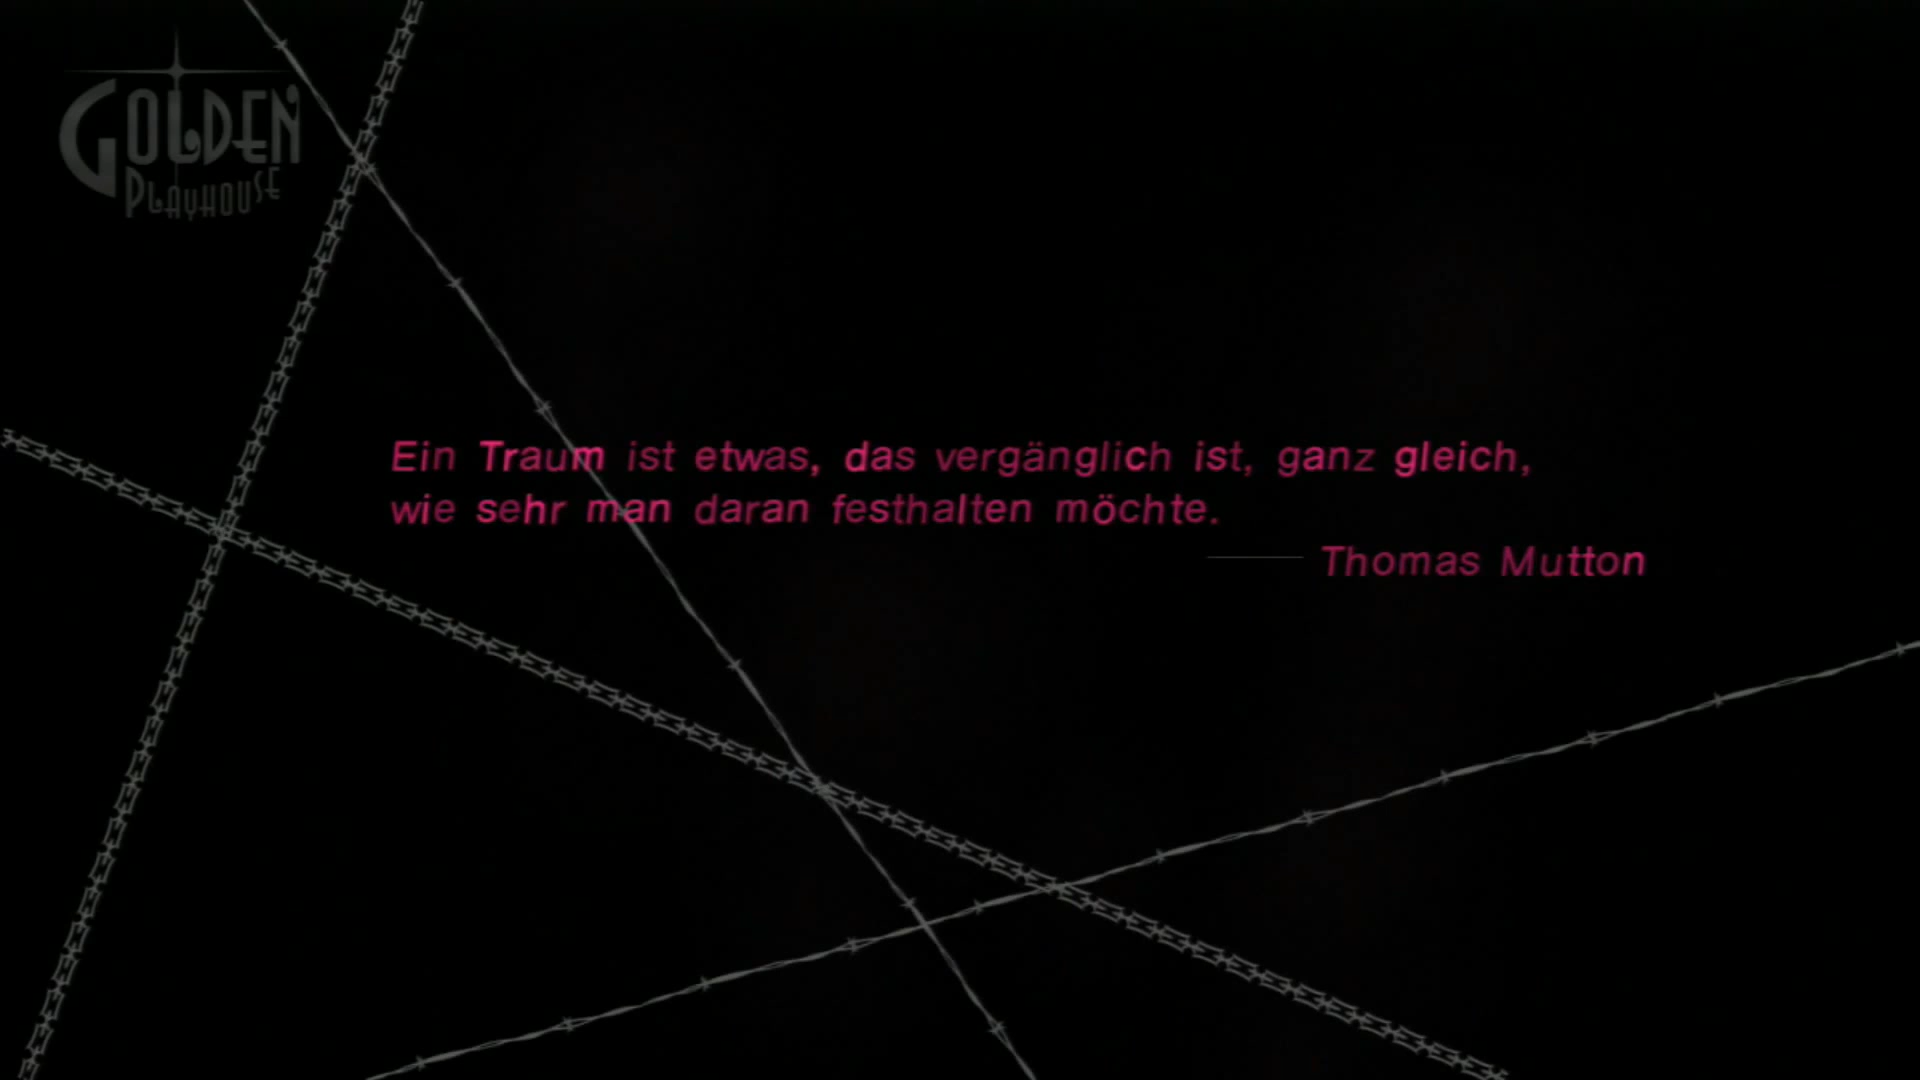 GOLDEN
PLAYHOUSE
Ein Traum ist etwas, das vergänglich ist, ganz gleich,
wie sehr man daran festhalten möchte.
Thomas Mutton